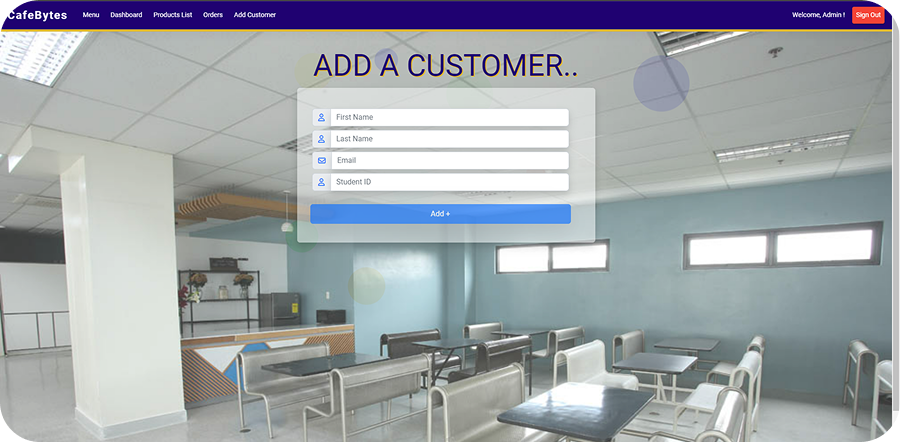 CafeBytes Menu Dashboard Products List Orders Add Customer Welcome, Admin ! Sign Out
ADD A CUSTOMER..
First Name
Last Name
Email
Student ID
Add +